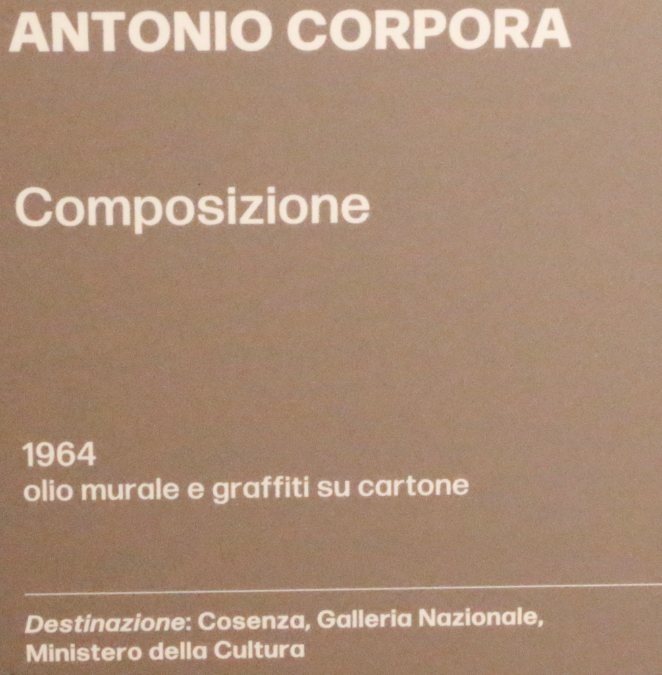 ANTONIO CORPORA
Composizione
1964
olio murale e graffiti su cartone
Destinazione: Cosenza, Galleria Nazionale,
Ministero della Cultura